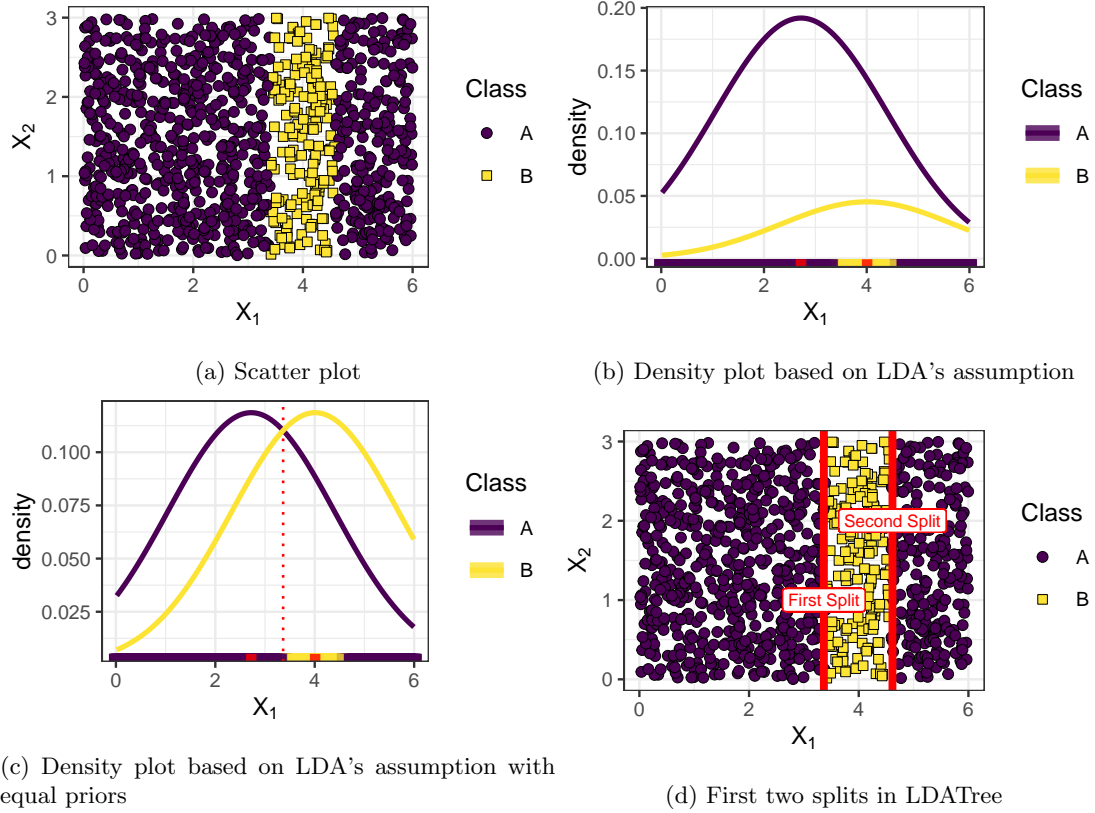 3
2
1
0
X2
0
2
4
6
X1
Class
A
B
(a) Scatter plot
0.20
0.15
0.10
0.05
0.00
density
0
2
4
6
X1
Class
A
B
(b) Density plot based on LDA's assumption
0.100
0.075
0.050
0.025
density
0
2
4
6
X1
Class
A
B
(c) Density plot based on LDA's assumption with
equal priors
3
2
1
0
X2
Second Split
First Split
0
2
4
6
X1
Class
A
B
(d) First two splits in LDATree